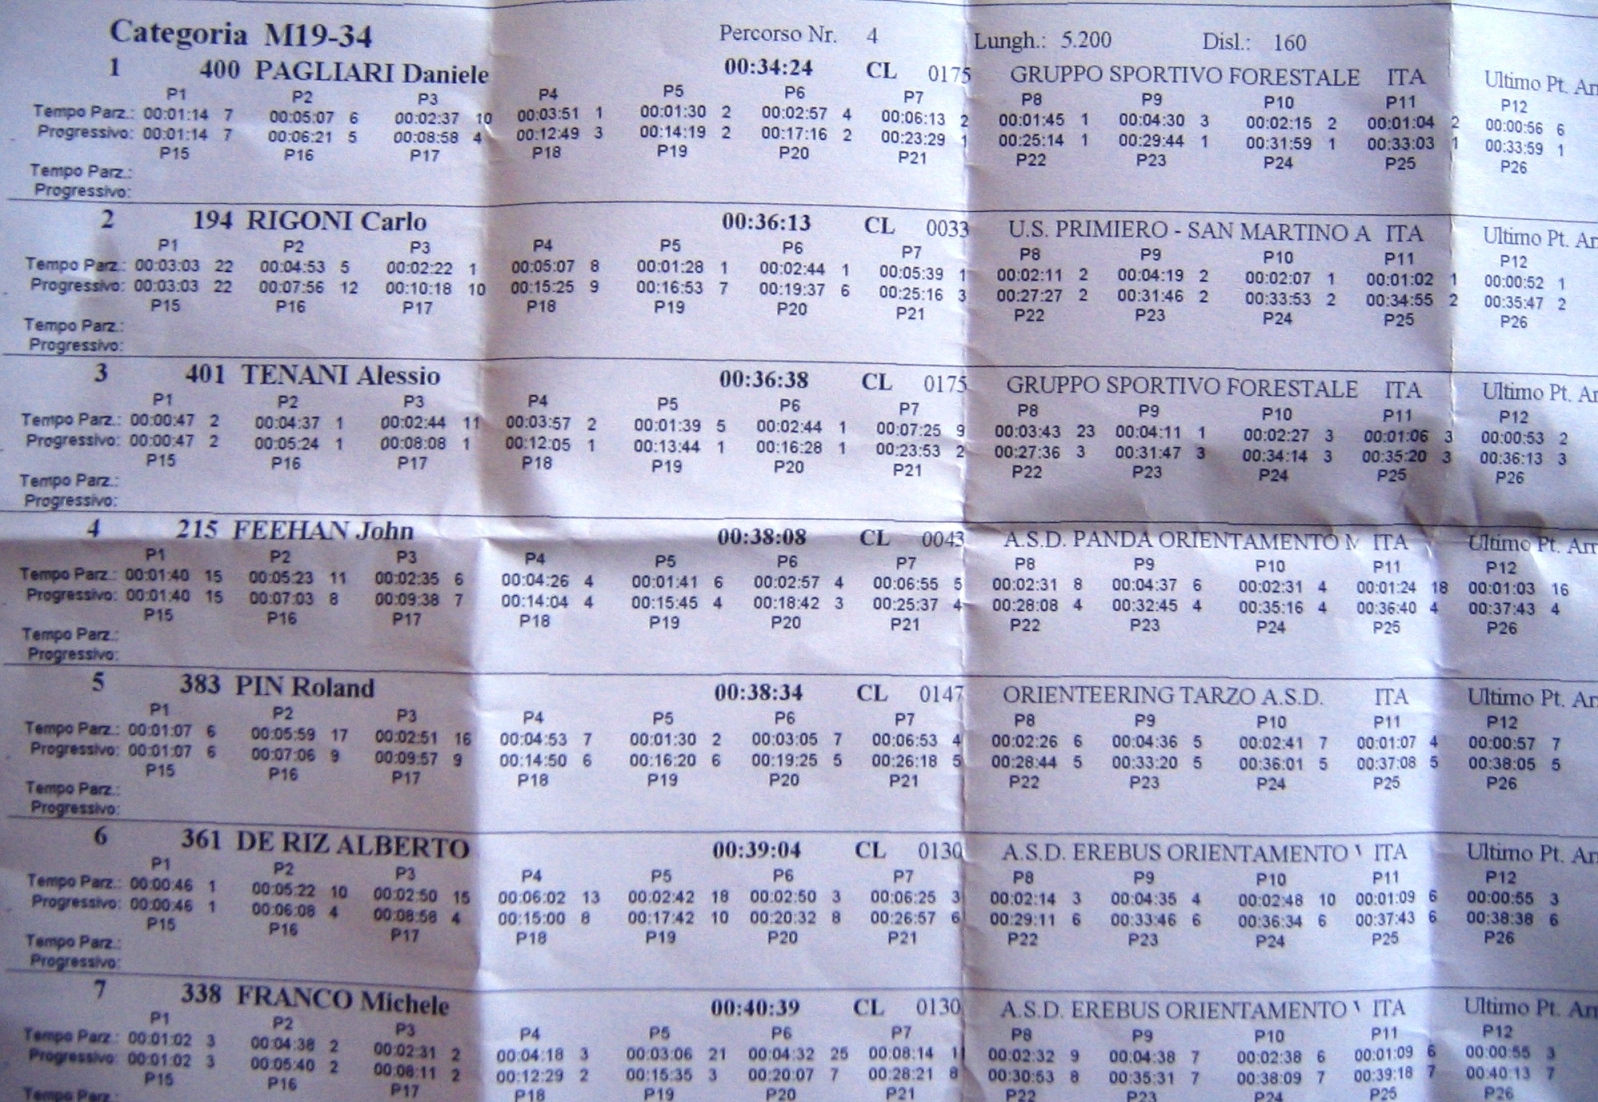 Categoria M19-34 Percorso Nr. 4 Lungh.: 5.200 Disl.: 160
1 400 PAGLIARI Daniele 00:34:24 CL 0175 GRUPPO SPORTIVO FORESTALE ITA Ultimo Pt. Arr
P1 P2 P3 P4 P5 P6 P7 P8 P9 P10 P11 P12
Tempo Parz.: 00:01:14 7 00:05:07 6 00:02:37 10 00:03:51 1 00:01:30 2 00:02:57 4 00:06:13 2 00:01:45 1 00:04:30 3 00:02:15 2 00:01:04 2 00:00:56 6
Progressivo: 00:01:14 7 00:06:21 5 00:08:58 4 00:12:49 3 00:14:19 2 00:17:16 2 00:23:29 1 00:25:14 1 00:29:44 1 00:31:59 1 00:33:03 1 00:33:59 1
P15 P16 P17 P18 P19 P20 P21 P22 P23 P24 P25 P26
Tempo Parz.:
Progressivo:
2 194 RIGONI Carlo 00:36:13 CL 0033 U.S. PRIMIERO - SAN MARTINO A ITA Ultimo Pt. Arr
P1 P2 P3 P4 P5 P6 P7 P8 P9 P10 P11 P12
Tempo Parz.: 00:03:03 22 00:04:53 5 00:02:22 1 00:05:07 8 00:01:28 1 00:02:44 1 00:05:39 1 00:02:11 2 00:04:19 2 00:02:07 1 00:01:02 1 00:00:52 1
Progressivo: 00:03:03 22 00:07:56 12 00:10:18 10 00:15:25 9 00:16:53 7 00:19:37 6 00:25:16 3 00:27:27 2 00:31:46 2 00:33:53 2 00:34:55 2 00:35:47 2
P15 P16 P17 P18 P19 P20 P21 P22 P23 P24 P25 P26
Tempo Parz.:
Progressivo:
3 401 TENANI Alessio 00:36:38 CL 0175 GRUPPO SPORTIVO FORESTALE ITA Ultimo Pt. Arr
P1 P2 P3 P4 P5 P6 P7 P8 P9 P10 P11 P12
Tempo Parz.: 00:00:47 2 00:04:37 1 00:02:44 11 00:03:57 2 00:01:39 5 00:02:44 1 00:07:25 9 00:03:43 23 00:04:11 1 00:02:27 3 00:01:06 3 00:00:53 2
Progressivo: 00:00:47 2 00:05:24 1 00:08:08 1 00:12:05 1 00:13:44 1 00:16:28 1 00:23:53 2 00:27:36 3 00:31:47 3 00:34:14 3 00:35:20 3 00:36:13 3
P15 P16 P17 P18 P19 P20 P21 P22 P23 P24 P25 P26
Tempo Parz.:
Progressivo:
4 215 FEEHAN John 00:38:08 CL 0043 A.S.D. PANDA ORIENTAMENTO ITA Ultimo Pt. Arr
P1 P2 P3 P4 P5 P6 P7 P8 P9 P10 P11 P12
Tempo Parz.: 00:01:40 15 00:05:23 11 00:02:35 6 00:04:26 4 00:01:41 6 00:02:57 4 00:06:55 5 00:02:31 8 00:04:37 6 00:02:31 4 00:01:24 18 00:01:03 16
Progressivo: 00:01:40 15 00:07:03 8 00:09:38 7 00:14:04 4 00:15:45 4 00:18:42 3 00:25:37 4 00:28:08 4 00:32:45 4 00:35:16 4 00:36:40 4 00:37:43 4
P15 P16 P17 P18 P19 P20 P21 P22 P23 P24 P25 P26
Tempo Parz.:
Progressivo:
5 383 PIN Roland 00:38:34 CL 0147 ORIENTEERING TARZO A.S.D. ITA Ultimo Pt. Arr
P1 P2 P3 P4 P5 P6 P7 P8 P9 P10 P11 P12
Tempo Parz.: 00:01:07 6 00:05:59 17 00:02:51 16 00:04:53 7 00:01:30 2 00:03:05 7 00:06:53 4 00:02:26 6 00:04:36 5 00:02:41 7 00:01:07 4 00:00:57 7
Progressivo: 00:01:07 6 00:07:06 9 00:09:57 9 00:14:50 6 00:16:20 6 00:19:25 5 00:26:18 5 00:28:44 5 00:33:20 5 00:36:01 5 00:37:08 5 00:38:05 5
P15 P16 P17 P18 P19 P20 P21 P22 P23 P24 P25 P26
Tempo Parz.:
Progressivo:
6 361 DE RIZ ALBERTO 00:39:04 CL 0130 A.S.D. EREBUS ORIENTAMENTO ITA Ultimo Pt. Arr
P1 P2 P3 P4 P5 P6 P7 P8 P9 P10 P11 P12
Tempo Parz.: 00:00:46 1 00:05:22 10 00:02:50 15 00:06:02 13 00:02:42 18 00:02:50 3 00:06:25 3 00:02:14 3 00:04:35 4 00:02:48 10 00:01:09 6 00:00:55 3
Progressivo: 00:00:46 1 00:06:08 4 00:08:58 4 00:15:00 8 00:17:42 10 00:20:32 8 00:26:57 6 00:29:11 6 00:33:46 6 00:36:34 6 00:37:43 6 00:38:38 6
P15 P16 P17 P18 P19 P20 P21 P22 P23 P24 P25 P26
Tempo Parz.:
Progressivo:
7 338 FRANCO Michele 00:40:39 CL 0130 A.S.D. EREBUS ORIENTAMENTO ITA Ultimo Pt. Arr
P1 P2 P3 P4 P5 P6 P7 P8 P9 P10 P11 P12
Tempo Parz.: 00:01:02 3 00:04:38 2 00:02:31 2 00:04:18 3 00:03:06 21 00:04:32 25 00:08:14 11 00:02:32 9 00:04:38 7 00:02:38 6 00:01:09 6 00:00:55 3
Progressivo: 00:01:02 3 00:05:40 2 00:08:11 2 00:12:29 2 00:15:35 3 00:20:07 7 00:28:21 8 00:30:53 8 00:35:31 7 00:38:09 7 00:39:18 7 00:40:13 7
P15 P16 P17 P18 P19 P20 P21 P22 P23 P24 P25 P26
Tempo Parz.: